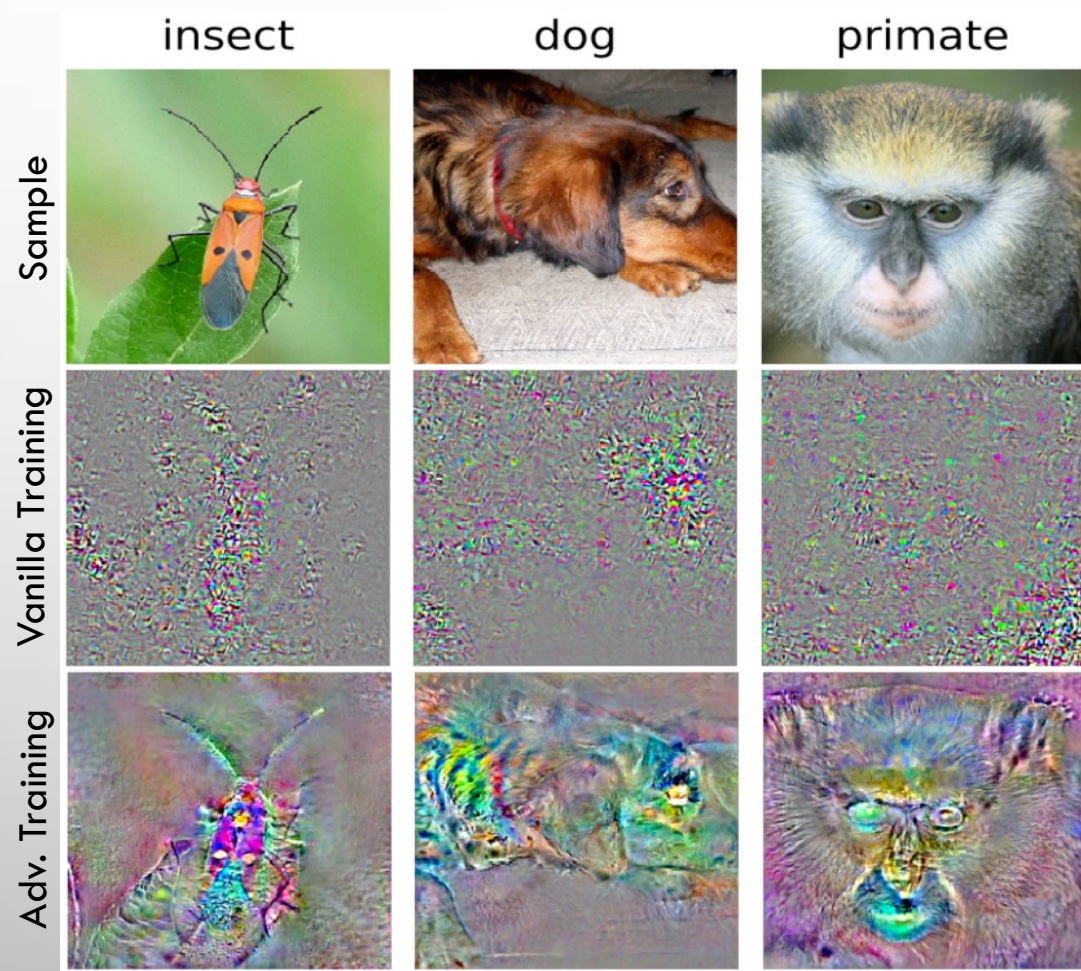 insect
dog
primate
Sample
Vanilla Training
Adv. Training